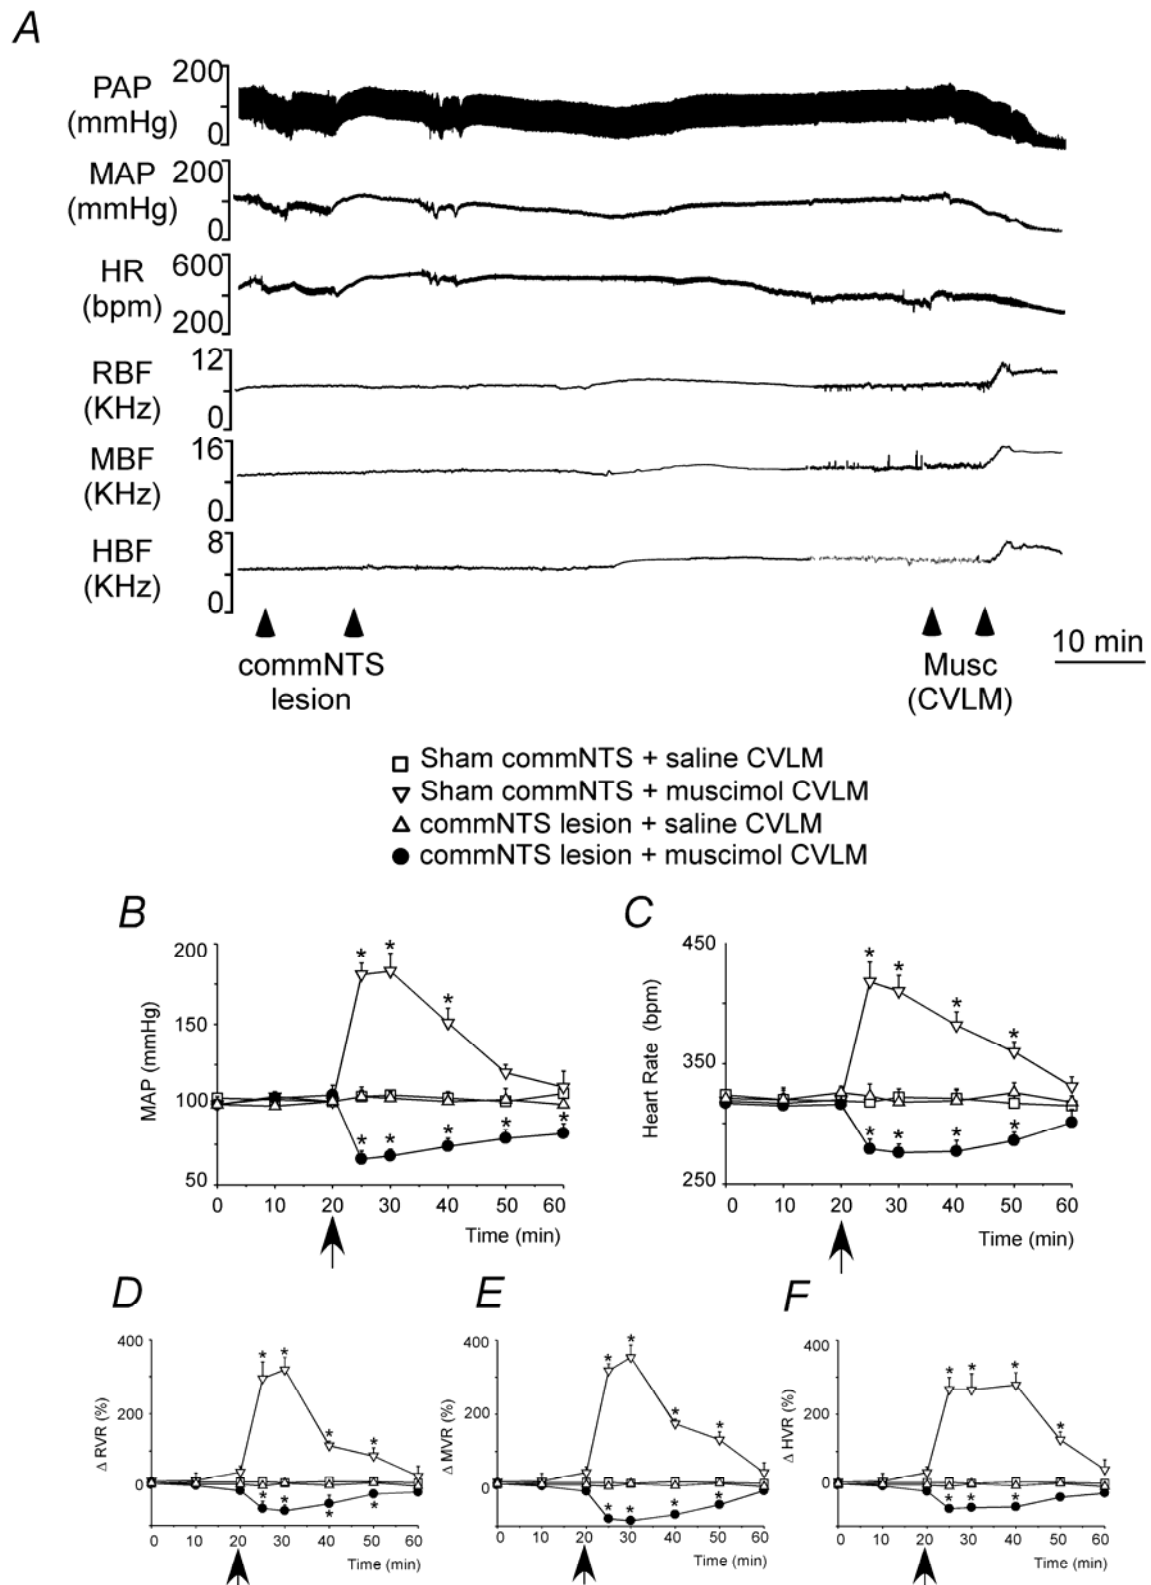 A
PAP
(mmHg)
200
0
MAP
(mmHg)
200
0
HR
(bpm)
600
200
RBF
(KHz)
12
0
MBF
(KHz)
16
0
HBF
(KHz)
8
0
commNTS
lesion
Musc
(CVLM)
10 min
Sham commNTS + saline CVLM
Sham commNTS + muscimol CVLM
commNTS lesion + saline CVLM
commNTS lesion + muscimol CVLM
B
MAP (mmHg)
200
150
100
50
* * *
* * * * *
0 10 20 30 40 50 60
Time (min)
C
Heart Rate (bpm)
450
350
250
* * * *
* * * *
0 10 20 30 40 50 60
Time (min)
D
Δ RVR (%)
400
200
0
* * * *
* * * *
0 10 20 30 40 50 60
Time (min)
E
Δ MVR (%)
400
200
0
* * * *
* * * *
0 10 20 30 40 50 60
Time (min)
F
Δ HVR (%)
400
200
0
* * * *
* * *
0 10 20 30 40 50 60
Time (min)